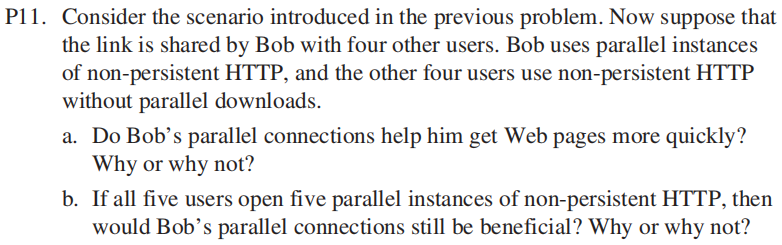 P11. Consider the scenario introduced in the previous problem. Now suppose that
the link is shared by Bob with four other users. Bob uses parallel instances
of non-persistent HTTP, and the other four users use non-persistent HTTP
without parallel downloads.
a. Do Bob’s parallel connections help him get Web pages more quickly?
Why or why not?
b. If all five users open five parallel instances of non-persistent HTTP, then
would Bob’s parallel connections still be beneficial? Why or why not?